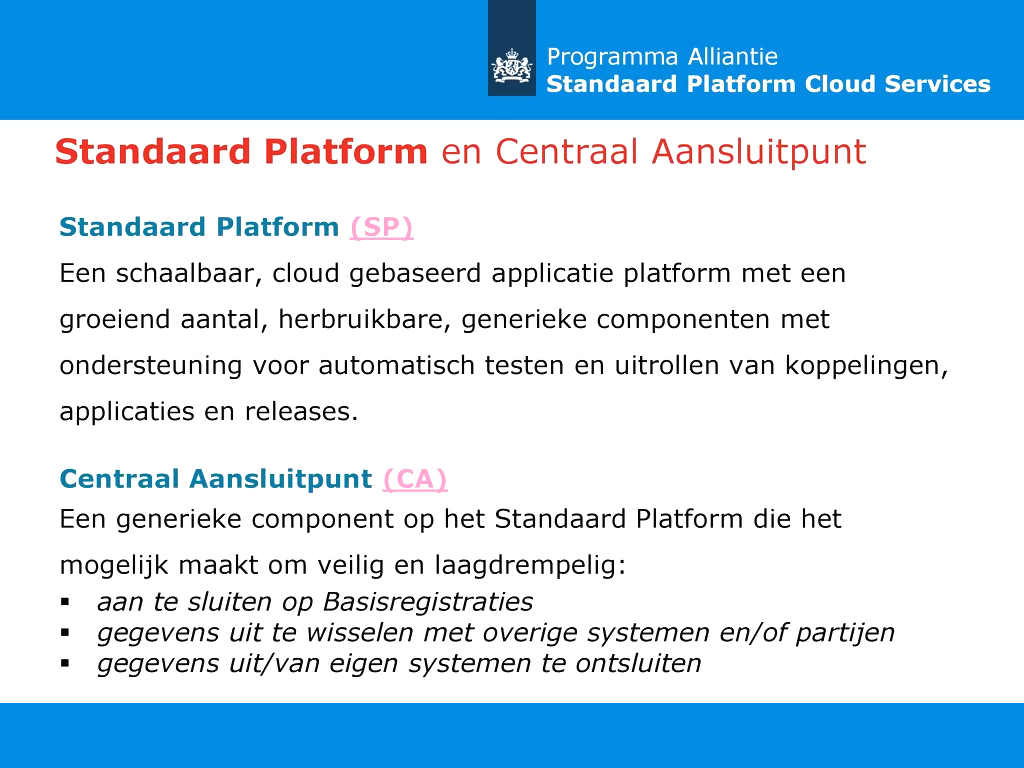 Programma Alliantie
Standaard Platform Cloud Services
Standaard Platform en Centraal Aansluitpunt
Standaard Platform (SP)
Een schaalbaar, cloud gebaseerd applicatie platform met een
groeiend aantal, herbruikbare, generieke componenten met
ondersteuning voor automatisch testen en uitrollen van koppelingen,
applicaties en releases.
Centraal Aansluitpunt (CA)
Een generieke component op het Standaard Platform die het
mogelijk maakt om veilig en laagdrempelig:
▪ aan te sluiten op Basisregistraties
▪ gegevens uit te wisselen met overige systemen en/of partijen
▪ gegevens uit/van eigen systemen te ontsluiten